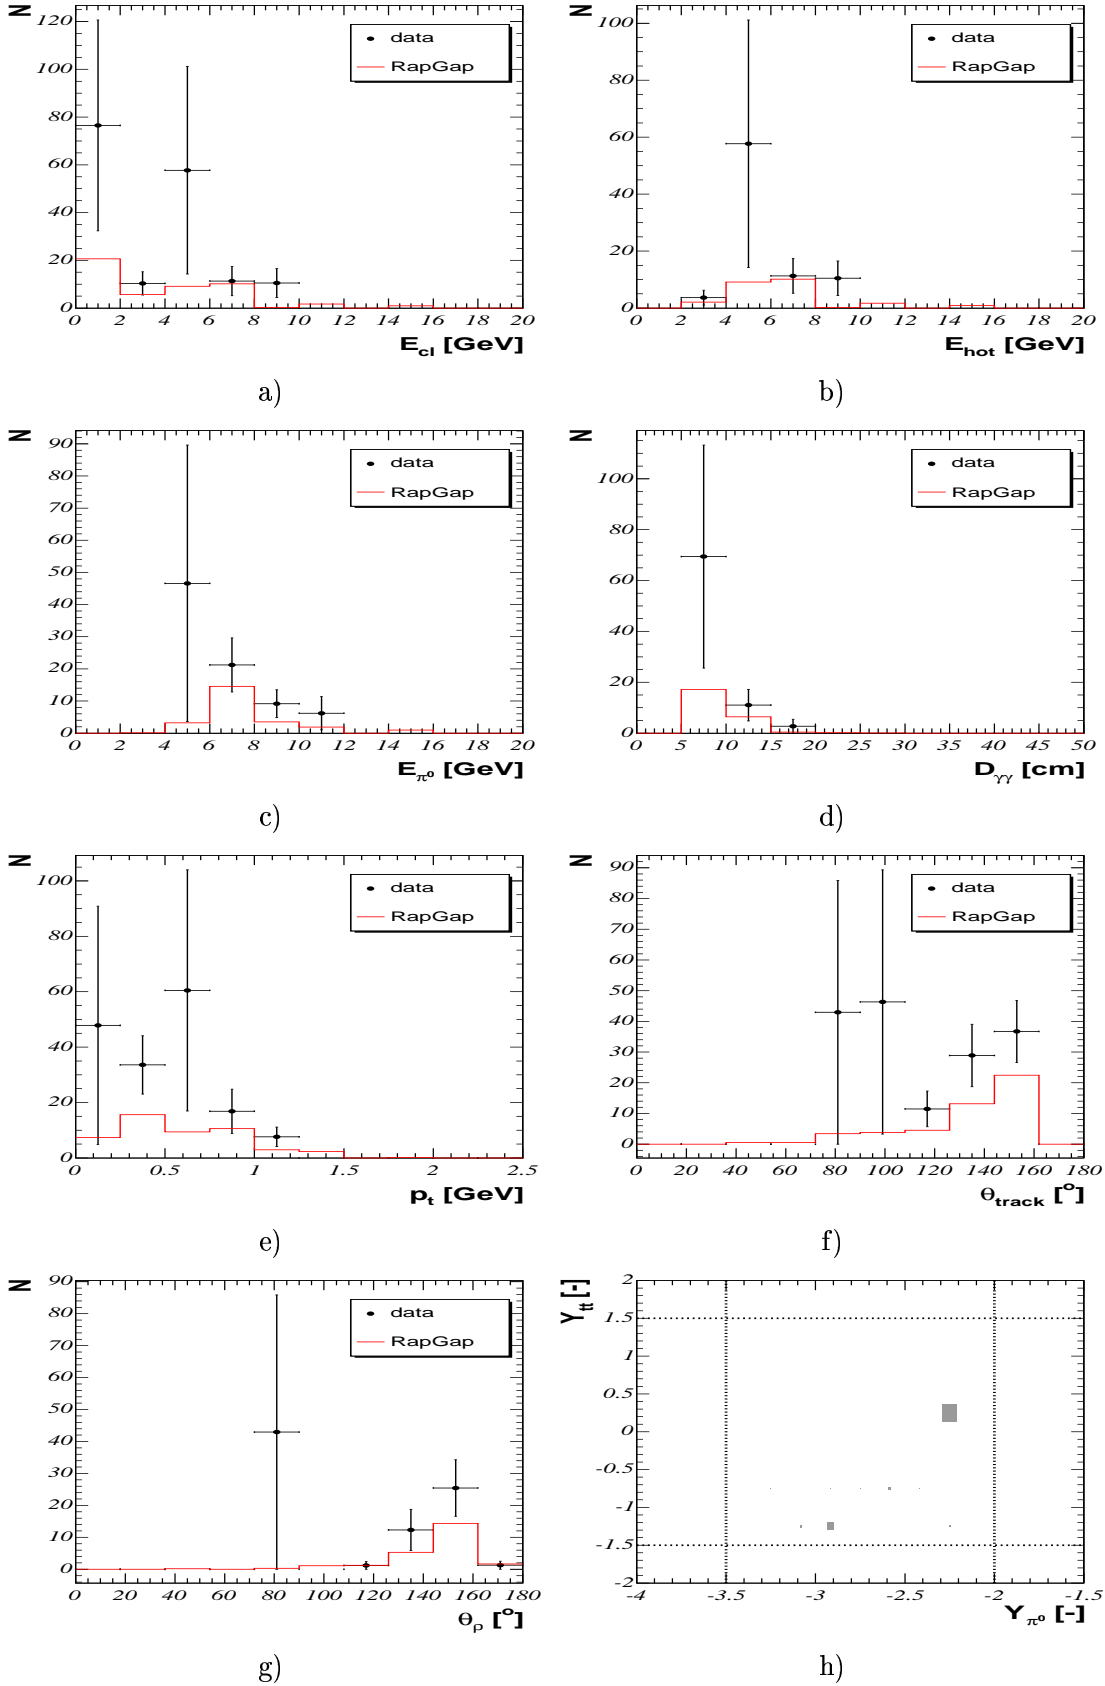 N
120
100
80
60
40
20
0
data
RapGap
0 2 4 6 8 10 12 14 16 18 20
E_cl [GeV]
a)
N
100
80
60
40
20
0
data
RapGap
0 2 4 6 8 10 12 14 16 18 20
E_hot [GeV]
b)
N
90
80
70
60
50
40
30
20
10
0
data
RapGap
0 2 4 6 8 10 12 14 16 18 20
E_π⁰ [GeV]
c)
N
100
80
60
40
20
0
data
RapGap
0 5 10 15 20 25 30 35 40 45 50
D_γγ [cm]
d)
N
100
80
60
40
20
0
data
RapGap
0.5 1 1.5 2 2.5
p_t [GeV]
e)
N
90
80
70
60
50
40
30
20
10
0
data
RapGap
0 20 40 60 80 100 120 140 160 180
Θ_track [°]
f)
N
90
80
70
60
50
40
30
20
10
0
data
RapGap
0 20 40 60 80 100 120 140 160 180
Θ_ρ [°]
g)
Y_tt [-]
2
1.5
1
0.5
0
-0.5
-1
-1.5
-2
-4 -3.5 -3 -2.5 -2 -1.5
Y_π⁰ [-]
h)